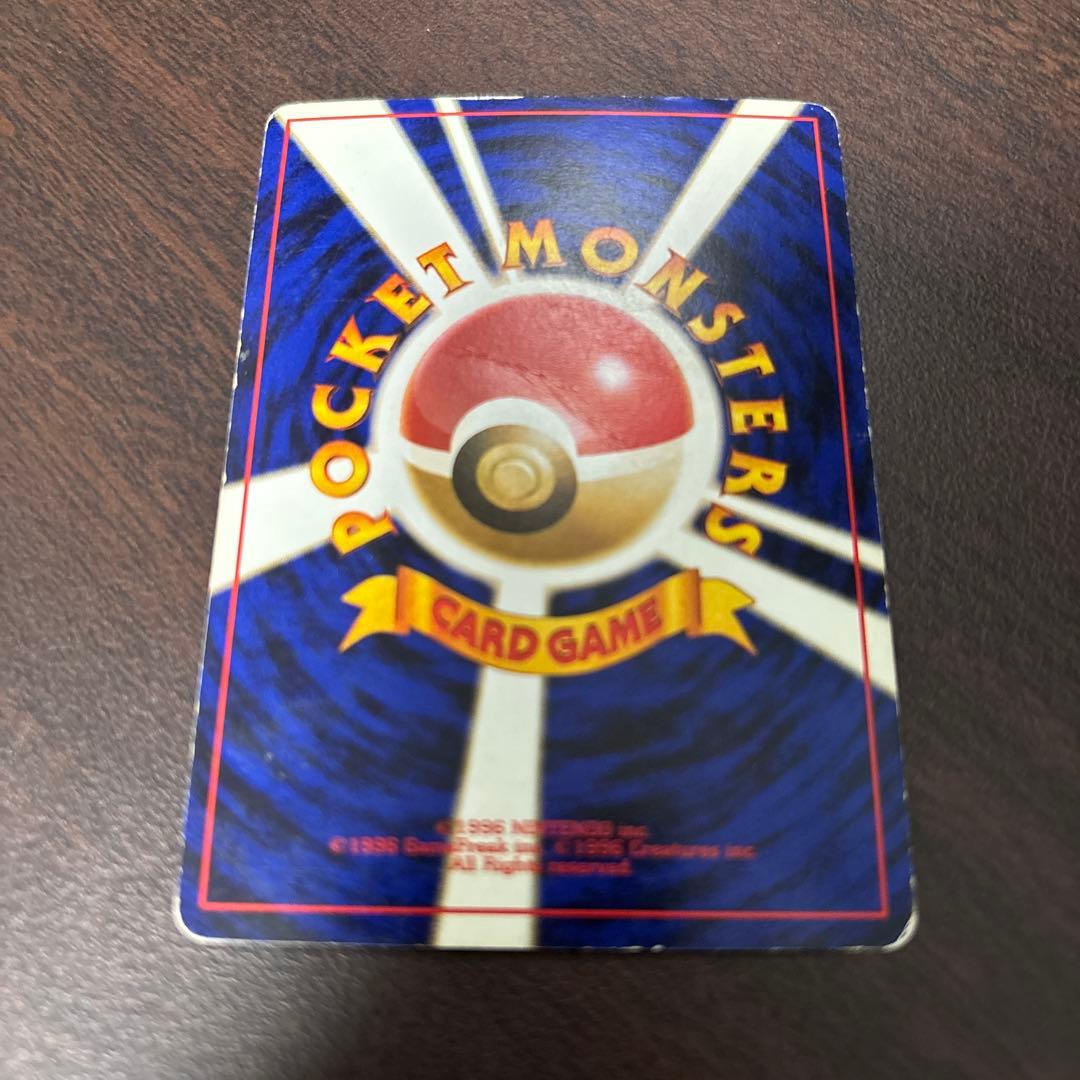 POCKET MONSTERS
CARD GAME
©1996 NINTENDO inc.
©1996 GameFreak inc. ©1996 Creatures inc.
All Rights reserved.